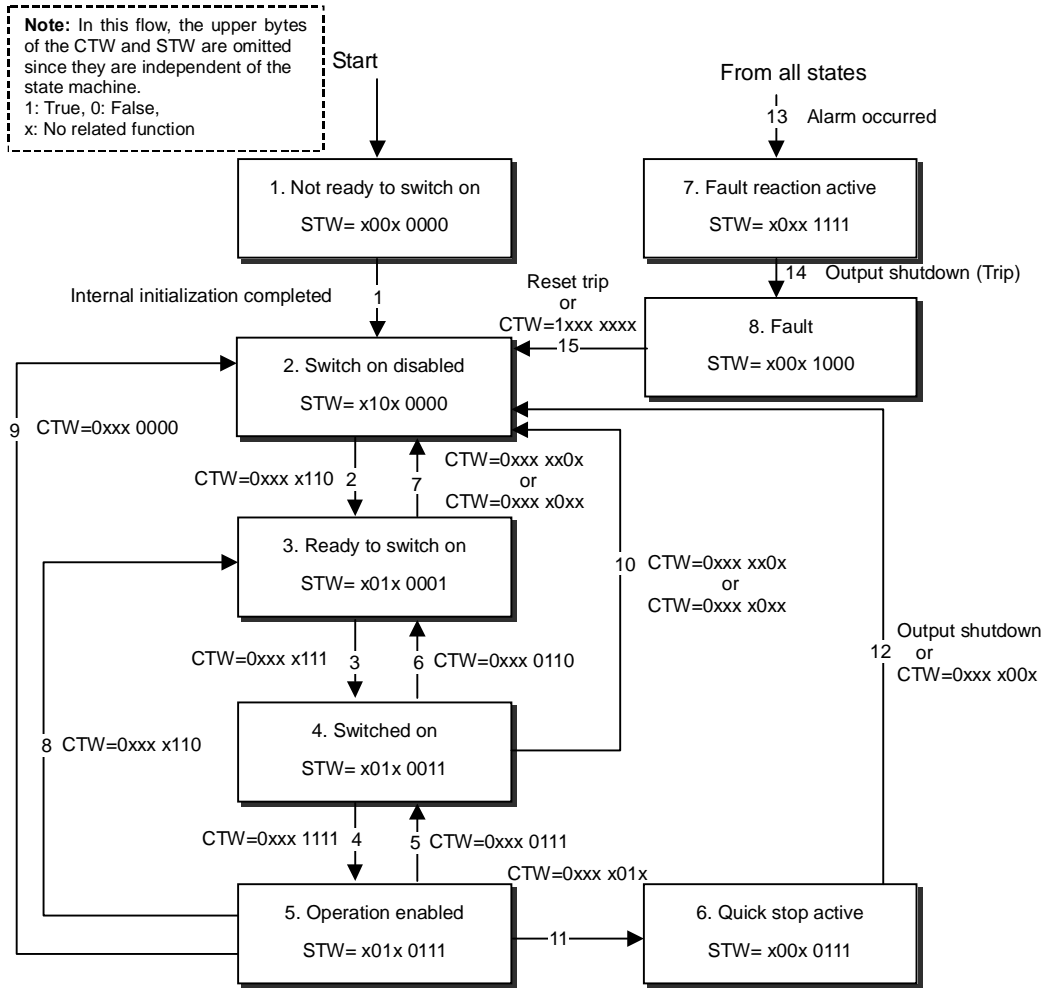 Note: In this flow, the upper bytes
of the CTW and STW are omitted
since they are independent of the
state machine.
1: True, 0: False,
x: No related function
Start
From all states
13 Alarm occurred
1. Not ready to switch on
STW= x00x 0000
7. Fault reaction active
STW= x0xx 1111
14 Output shutdown (Trip)
Internal initialization completed 1
Reset trip
or
CTW=1xxx xxxx
15
8. Fault
STW= x00x 1000
2. Switch on disabled
STW= x10x 0000
9 CTW=0xxx 0000
CTW=0xxx x110 2
7 CTW=0xxx xx0x
or
CTW=0xxx x0xx
3. Ready to switch on
STW= x01x 0001
10 CTW=0xxx xx0x
or
CTW=0xxx x0xx
CTW=0xxx x111 3
6 CTW=0xxx 0110
12 Output shutdown
or
CTW=0xxx x00x
4. Switched on
STW= x01x 0011
8 CTW=0xxx x110
CTW=0xxx 1111 4
5 CTW=0xxx 0111
CTW=0xxx x01x
11
5. Operation enabled
STW= x01x 0111
6. Quick stop active
STW= x00x 0111